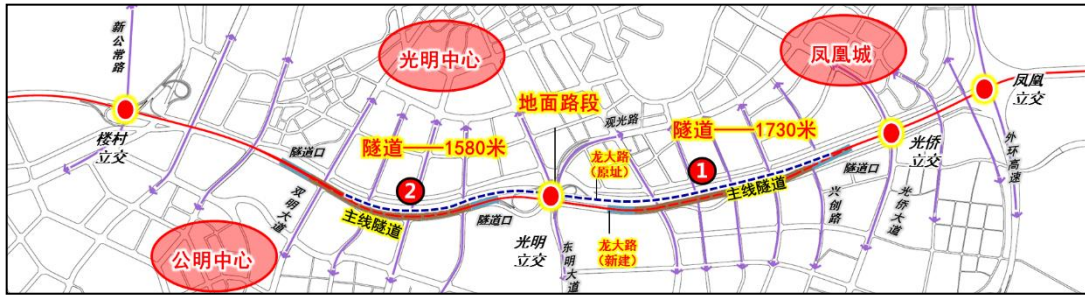 新公常路
光明中心
凤凰城
凤凰
立交
地面路段
观光路
楼村
立交
隧道口
隧道——1580米
隧道——1730米
龙大路
(原址)
隧道口
光侨
立交
外环高速
双明大道
2
1
主线隧道
主线隧道
兴创路
光侨大道
隧道口
公明中心
光明
立交
东明大道
龙大路
(新建)